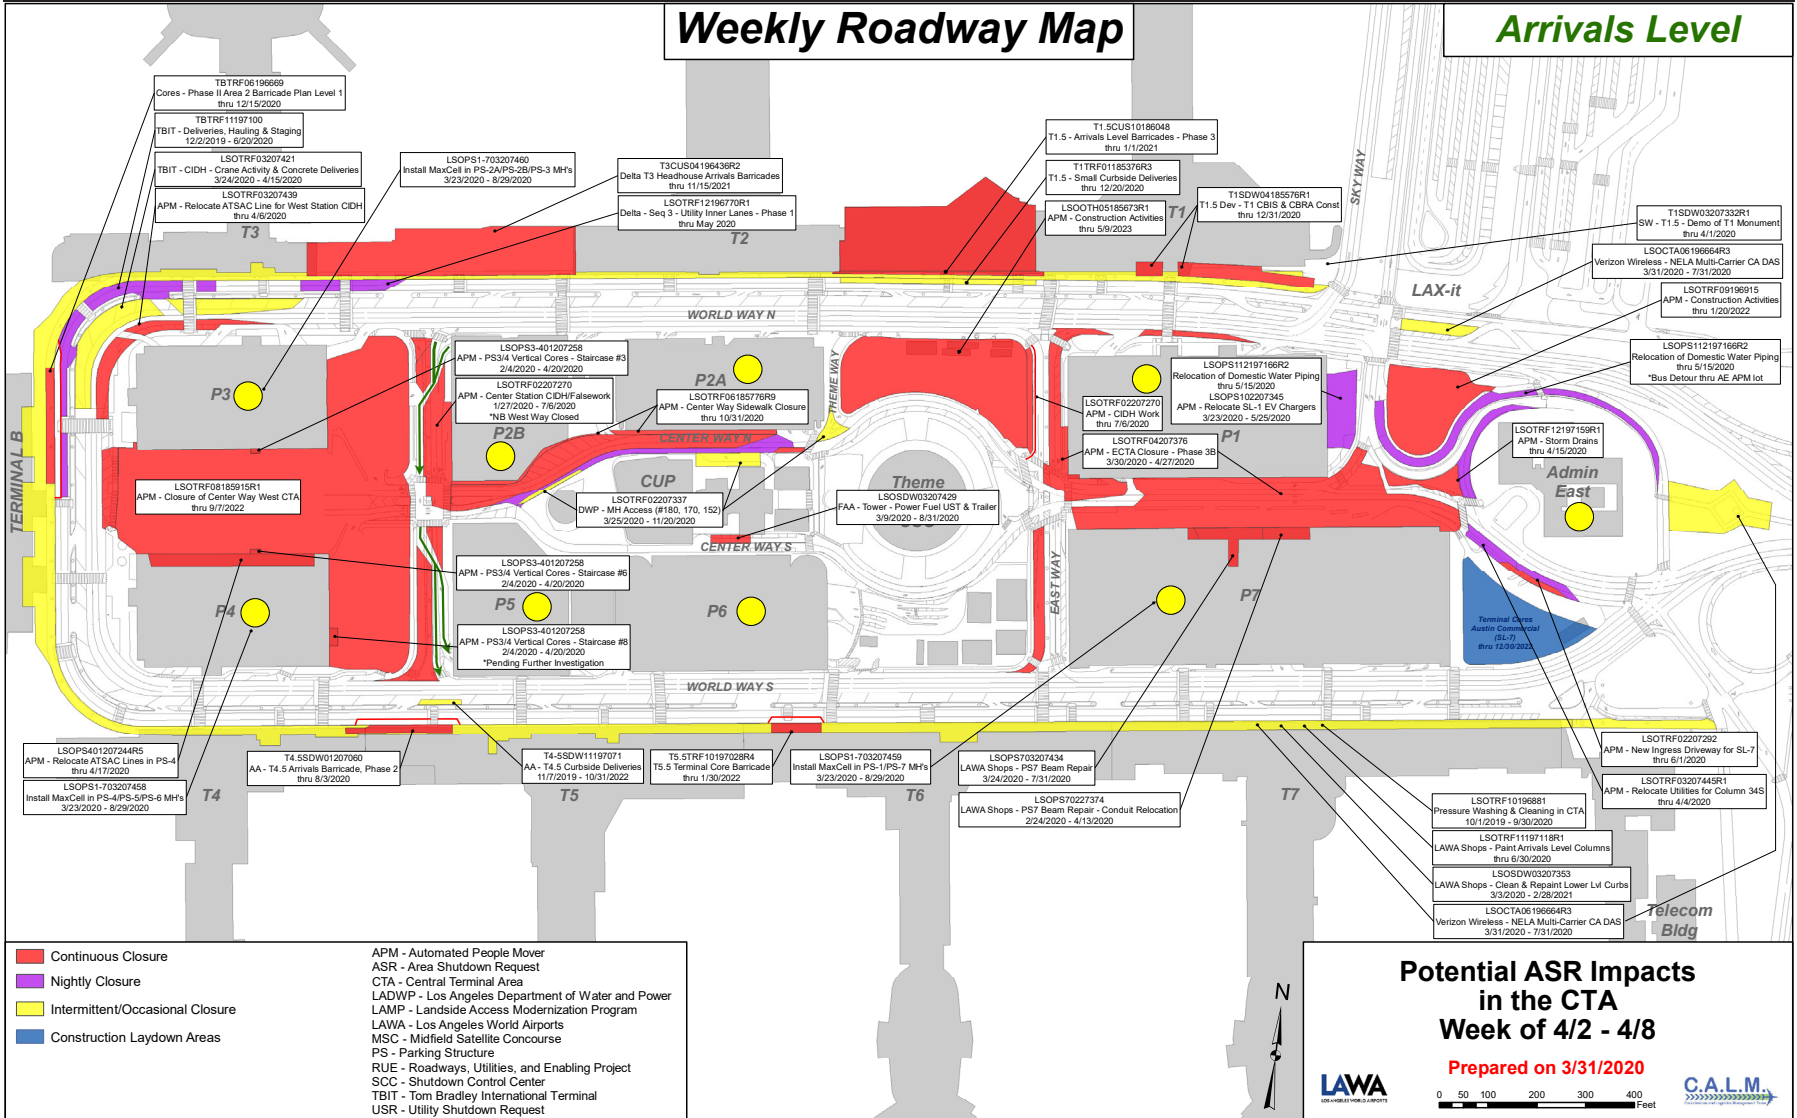 Weekly Roadway Map
Arrivals Level
TBTRF06196669
Cores - Phase II Area 2 Barricade Plan Level 1
thru 12/15/2020
TBTRF11197100
TBIT - Deliveries, Hauling & Staging
12/2/2019 - 6/20/2020
LSOTRF03207421
TBIT - CIDH - Crane Activity & Concrete Deliveries
3/24/2020 - 4/15/2020
LSOTRF03207439
APM - Relocate ATSAC Line for West Station CIDH
thru 4/6/2020
LSOPS1-703207460
Install MaxCell in PS-2A/PS-2B/PS-3 MH's
3/23/2020 - 8/29/2020
T3CUS04196436R2
Delta T3 Headhouse Arrivals Barricades
thru 11/15/2021
LSOTRF12196770R1
Delta - Seq 3 - Utility Inner Lanes - Phase 1
thru May 2020
T1.5CUS10186048
T1.5 - Arrivals Level Barricades - Phase 3
thru 1/1/2021
T1TRF01185376R3
T1.5 - Small Curbside Deliveries
thru 12/20/2020
LSOOTH05185673R1
APM - Construction Activities
thru 5/9/2023
T1SDW04185576R1
T1.5 Dev - T1 CBIS & CBRA Const
thru 12/31/2020
T1SDW03207332R1
SW - T1.5 - Demo of T1 Monument
thru 4/1/2020
LSOCTA06196664R3
Verizon Wireless - NELA Multi-Carrier CA DAS
3/31/2020 - 7/31/2020
LSOTRF09196915
APM - Construction Activities
thru 1/20/2022
LSOPS112197166R2
Relocation of Domestic Water Piping
thru 5/15/2020
*Bus Detour thru AE APM lot
T3
T2
T1
SKY WAY
LAX-it
WORLD WAY N
LSOPS3-401207258
APM - PS3/4 Vertical Cores - Staircase #3
2/4/2020 - 4/20/2020
LSOTRF02207270
APM - Center Station CIDH/Falsework
1/27/2020 - 7/6/2020
*NB West Way Closed
LSOTRF06185776R9
APM - Center Way Sidewalk Closure
thru 10/31/2020
LSOPS112197166R2
Relocation of Domestic Water Piping
thru 5/15/2020
LSOPS102207345
APM - Relocate SL-1 EV Chargers
3/23/2020 - 5/25/2020
LSOTRF02207270
APM - CIDH Work
thru 7/6/2020
LSOTRF04207376
APM - ECTA Closure - Phase 3B
3/30/2020 - 4/27/2020
LSOTRF12197159R1
APM - Storm Drains
thru 4/15/2020
P3
P2A
P2B
P1
THEME WAY
CENTER WAY N
TERMINAL B
CUP
Theme
Admin
East
LSOTRF08185915R1
APM - Closure of Center Way West CTA
thru 9/7/2022
LSOTRF02207337
DWP - MH Access (#180, 170, 152)
3/25/2020 - 11/20/2020
LSOSDW03207429
FAA - Tower - Power Fuel UST & Trailer
3/9/2020 - 8/31/2020
CENTER WAY S
LSOPS3-401207258
APM - PS3/4 Vertical Cores - Staircase #6
2/4/2020 - 4/20/2020
P4
P5
P6
EAST WAY
P7
LSOPS3-401207258
APM - PS3/4 Vertical Cores - Staircase #8
2/4/2020 - 4/20/2020
*Pending Further Investigation
Terminal Cores
Austin Commercial
(SL-7)
thru 12/30/2022
WORLD WAY S
LSOPS401207244R5
APM - Relocate ATSAC Lines in PS-4
thru 4/17/2020
LSOPS1-703207458
Install MaxCell in PS-4/PS-5/PS-6 MH's
3/23/2020 - 8/29/2020
T4.5SDW01207060
AA - T4.5 Arrivals Barricade, Phase 2
thru 8/3/2020
T4-5SDW11197071
AA - T4.5 Curbside Deliveries
11/7/2019 - 10/31/2022
T5.5TRF10197028R4
T5.5 Terminal Core Barricade
thru 1/30/2022
LSOPS1-703207459
Install MaxCell in PS-1/PS-7 MH's
3/23/2020 - 8/29/2020
LSOPS703207434
LAWA Shops - PS7 Beam Repair
3/24/2020 - 7/31/2020
LSOPS70227374
LAWA Shops - PS7 Beam Repair - Conduit Relocation
2/24/2020 - 4/13/2020
LSOTRF02207292
APM - New Ingress Driveway for SL-7
thru 6/1/2020
LSOTRF03207445R1
APM - Relocate Utilities for Column 34S
thru 4/4/2020
LSOTRF10196881
Pressure Washing & Cleaning in CTA
10/1/2019 - 9/30/2020
LSOTRF11197118R1
LAWA Shops - Paint Arrivals Level Columns
thru 6/30/2020
LSOSDW03207353
LAWA Shops - Clean & Repaint Lower Lvl Curbs
3/3/2020 - 2/28/2021
LSOCTA06196664R3
Verizon Wireless - NELA Multi-Carrier CA DAS
3/31/2020 - 7/31/2020
T4
T5
T6
T7
Telecom
Bldg
Continuous Closure
Nightly Closure
Intermittent/Occasional Closure
Construction Laydown Areas
APM - Automated People Mover
ASR - Area Shutdown Request
CTA - Central Terminal Area
LADWP - Los Angeles Department of Water and Power
LAMP - Landside Access Modernization Program
LAWA - Los Angeles World Airports
MSC - Midfield Satellite Concourse
PS - Parking Structure
RUE - Roadways, Utilities, and Enabling Project
SCC - Shutdown Control Center
TBIT - Tom Bradley International Terminal
USR - Utility Shutdown Request
N
Potential ASR Impacts
in the CTA
Week of 4/2 - 4/8
Prepared on 3/31/2020
LAWA
LOS ANGELES WORLD AIRPORTS
0 50 100 200 300 400
Feet
C.A.L.M.